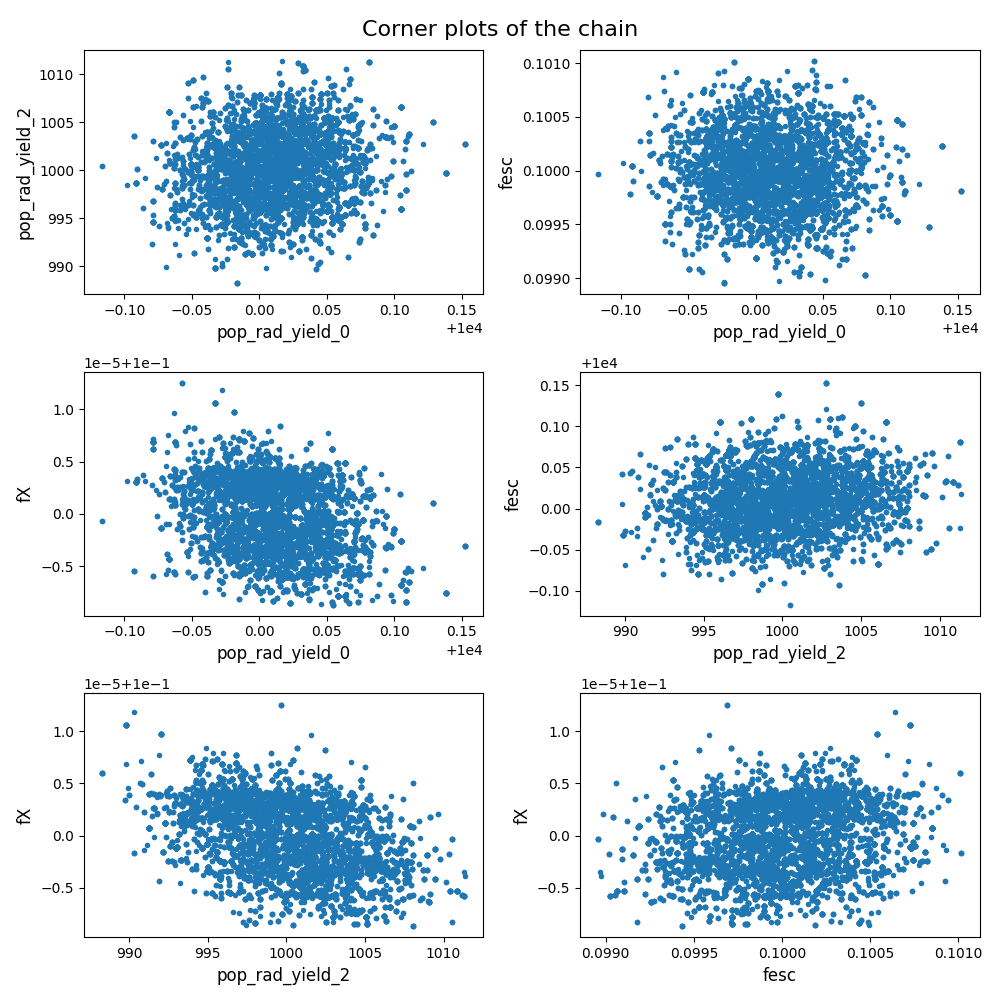 Corner plots of the chain
1010
1005
1000
995
990
pop_rad_yield_2
−0.10 −0.05 0.00 0.05 0.10 0.15
+1e4
pop_rad_yield_0
0.1010
0.1005
0.1000
0.0995
0.0990
fesc
−0.10 −0.05 0.00 0.05 0.10 0.15
+1e4
pop_rad_yield_0
1e−5+1e−1
1.0
0.5
0.0
−0.5
fX
−0.10 −0.05 0.00 0.05 0.10 0.15
+1e4
pop_rad_yield_0
+1e4
0.15
0.10
0.05
0.00
−0.05
−0.10
fesc
990 995 1000 1005 1010
pop_rad_yield_2
1e−5+1e−1
1.0
0.5
0.0
−0.5
fX
990 995 1000 1005 1010
pop_rad_yield_2
1e−5+1e−1
1.0
0.5
0.0
−0.5
fX
0.0990 0.0995 0.1000 0.1005 0.1010
fesc